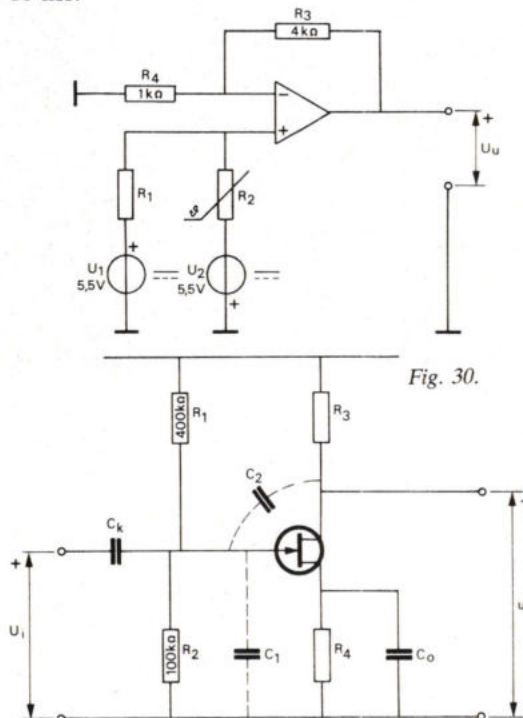 R3
4kΩ
R4
1kΩ
−
+
+
Uu
R1
ϑ
R2
+
U1
5,5V
U2
5,5V
+
Fig. 30.
400kΩ
R1
R3
C2
Ck
+
Ui
100kΩ
R2
C1
R4
Co